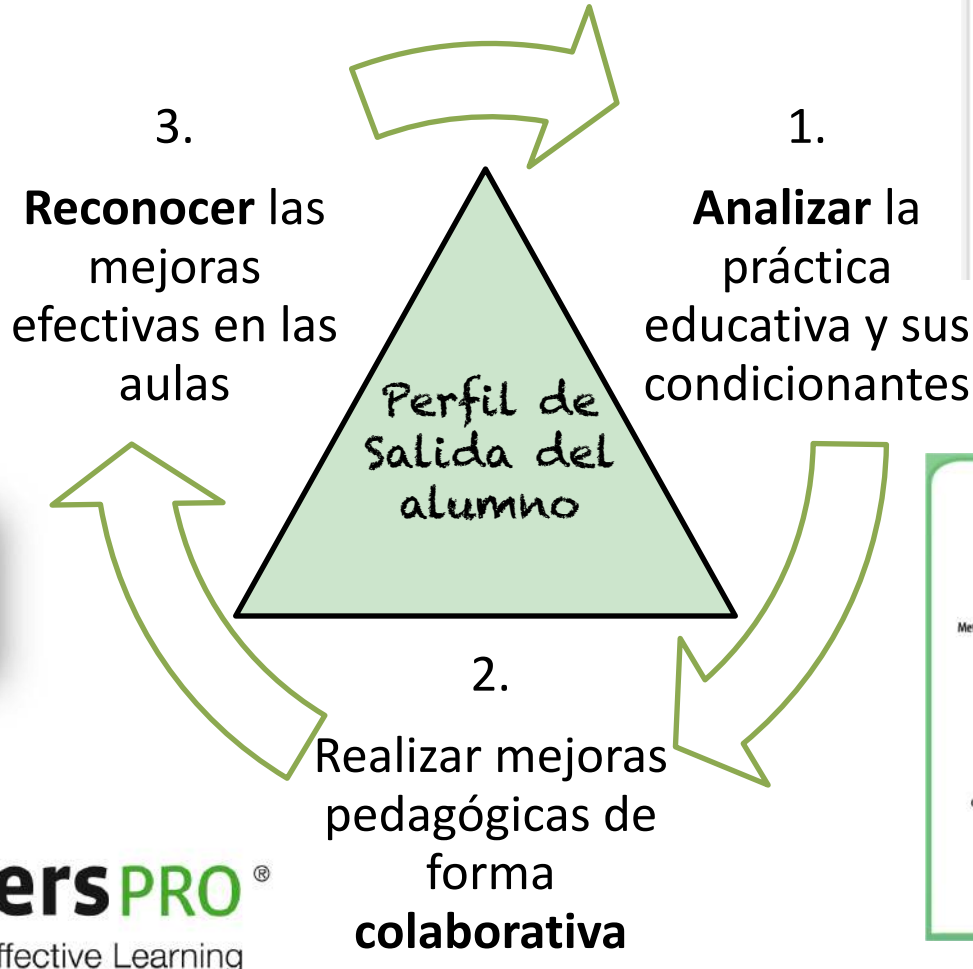 3.
Reconocer las
mejoras
efectivas en las
aulas
1.
Analizar la
práctica
educativa y sus
condicionantes
Perfil de
Salida del
alumno
2.
Realizar mejoras
pedagógicas de
forma
colaborativa
ersPRO®
ffective Learning
Me